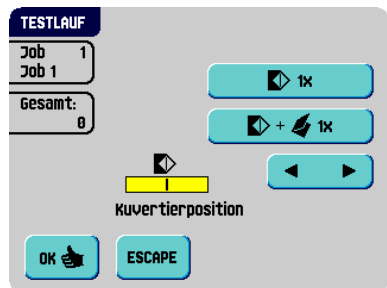 TESTLAUF
Job 1
Job 1
Gesamt:
0
1x
+ 1x
Kuvertierposition
OK
ESCAPE